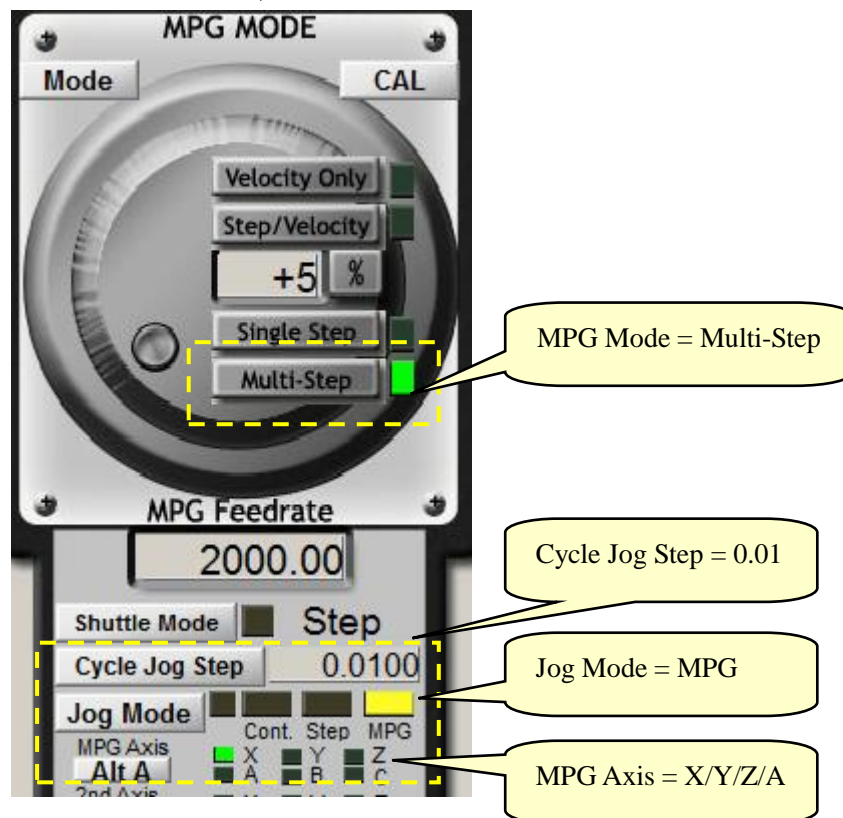 MPG MODE
Mode CAL
Velocity Only
Step/Velocity
+5 %
Single Step
Multi-Step
MPG Mode = Multi-Step
MPG Feedrate
2000.00
Cycle Jog Step = 0.01
Shuttle Mode Step
Cycle Jog Step 0.0100
Jog Mode
Cont. Step MPG
Jog Mode = MPG
MPG Axis X Y Z
Alt A A B C
MPG Axis = X/Y/Z/A
2nd Axis